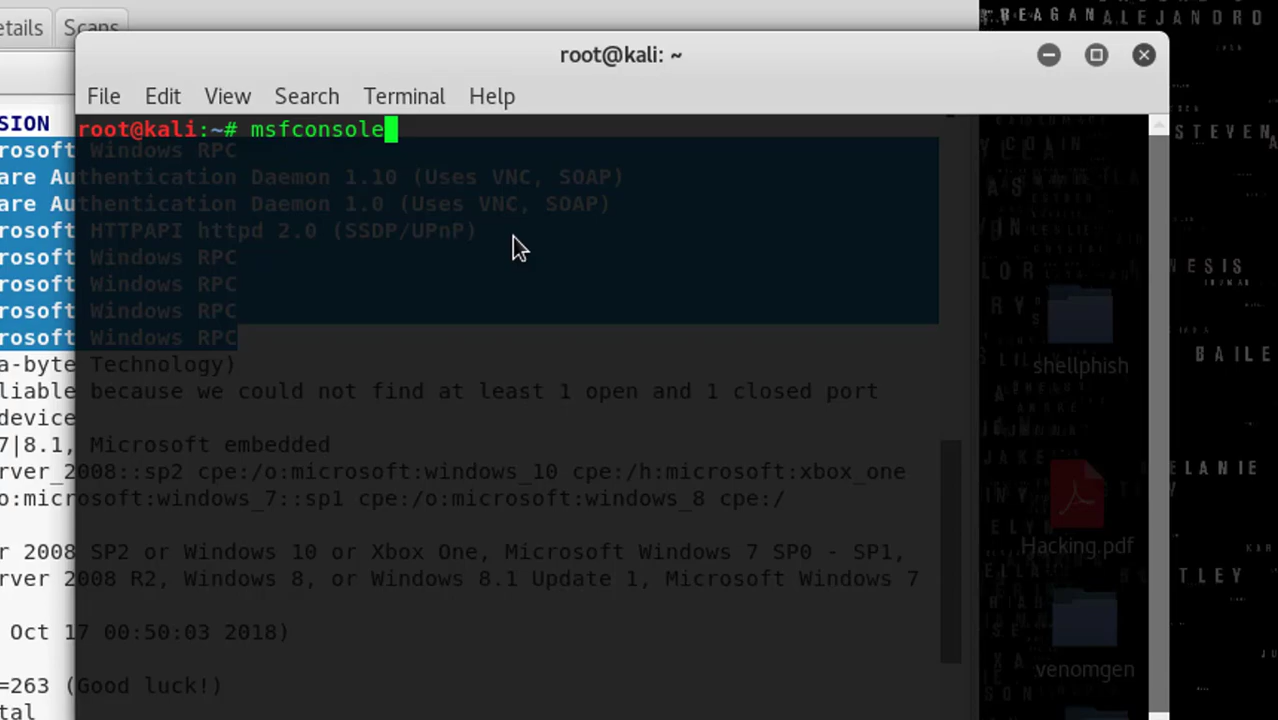 etails Scans
REAGAN
ALEJANDRO
root@kali: ~
File Edit View Search Terminal Help
SION
root@kali:~# msfconsole
STEVEN
COLIN
rosoft Windows RPC
are Authentication Daemon 1.10 (Uses VNC, SOAP)
are Authentication Daemon 1.0 (Uses VNC, SOAP)
rosoft HTTPAPI httpd 2.0 (SSDP/UPnP)
rosoft Windows RPC
NESIS
rosoft Windows RPC
rosoft Windows RPC
rosoft Windows RPC
BAILE
a-byte Technology)
shellphish
liable because we could not find at least 1 open and 1 closed port
device
7|8.1, Microsoft embedded
erver_2008::sp2 cpe:/o:microsoft:windows_10 cpe:/h:microsoft:xbox_one
ELANIE
o:microsoft:windows_7::sp1 cpe:/o:microsoft:windows_8 cpe:/
Hacking.pdf
r 2008 SP2 or Windows 10 or Xbox One, Microsoft Windows 7 SP0 - SP1,
rver 2008 R2, Windows 8, or Windows 8.1 Update 1, Microsoft Windows 7
TLEY
Oct 17 00:50:03 2018)
venomgen
=263 (Good luck!)
tal